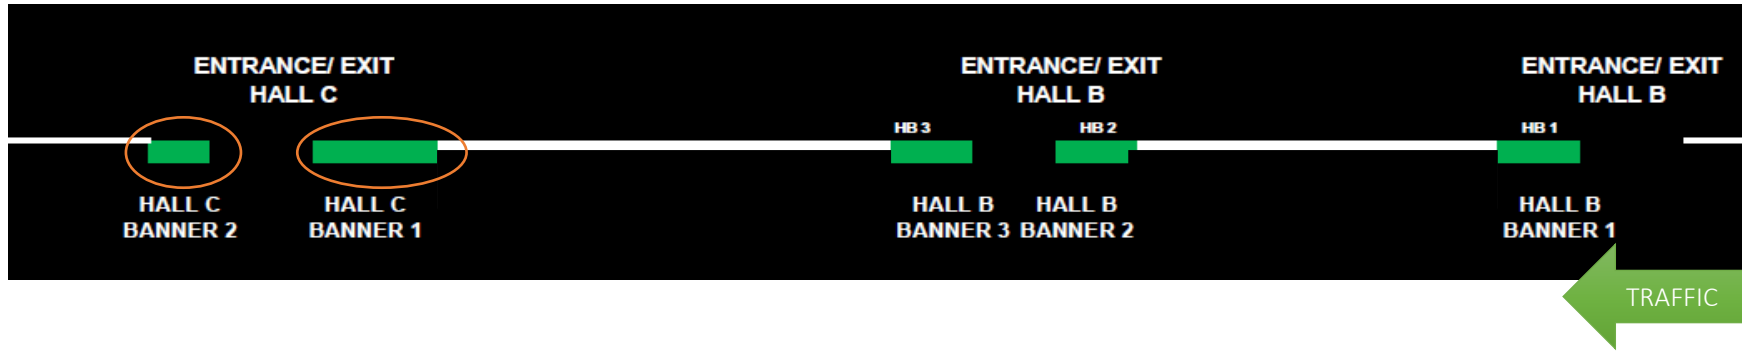 ENTRANCE/ EXIT
HALL C
ENTRANCE/ EXIT
HALL B
ENTRANCE/ EXIT
HALL B
HB 3
HB 2
HB 1
HALL C
BANNER 2
HALL C
BANNER 1
HALL B
BANNER 3
HALL B
BANNER 2
HALL B
BANNER 1
TRAFFIC